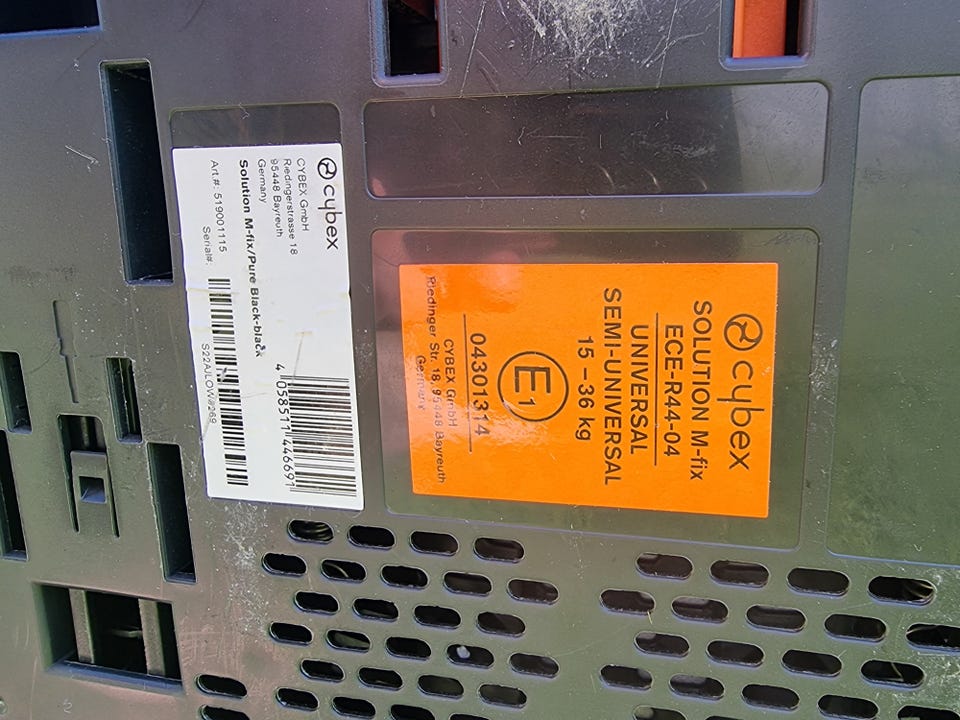 cybex
CYBEX GmbH
Riedingerstrasse 18
95448 Bayreuth
Germany
Solution M-fix/Pure Black-black
Art.#: 519001115
Serial#:
4 058511 446691
cybex
SOLUTION M-fix
ECE-R44-04
UNIVERSAL
SEMI-UNIVERSAL
15 – 36 kg
E1
04301314
CYBEX GmbH
Riedinger Str. 18, 95448 Bayreuth
Germany